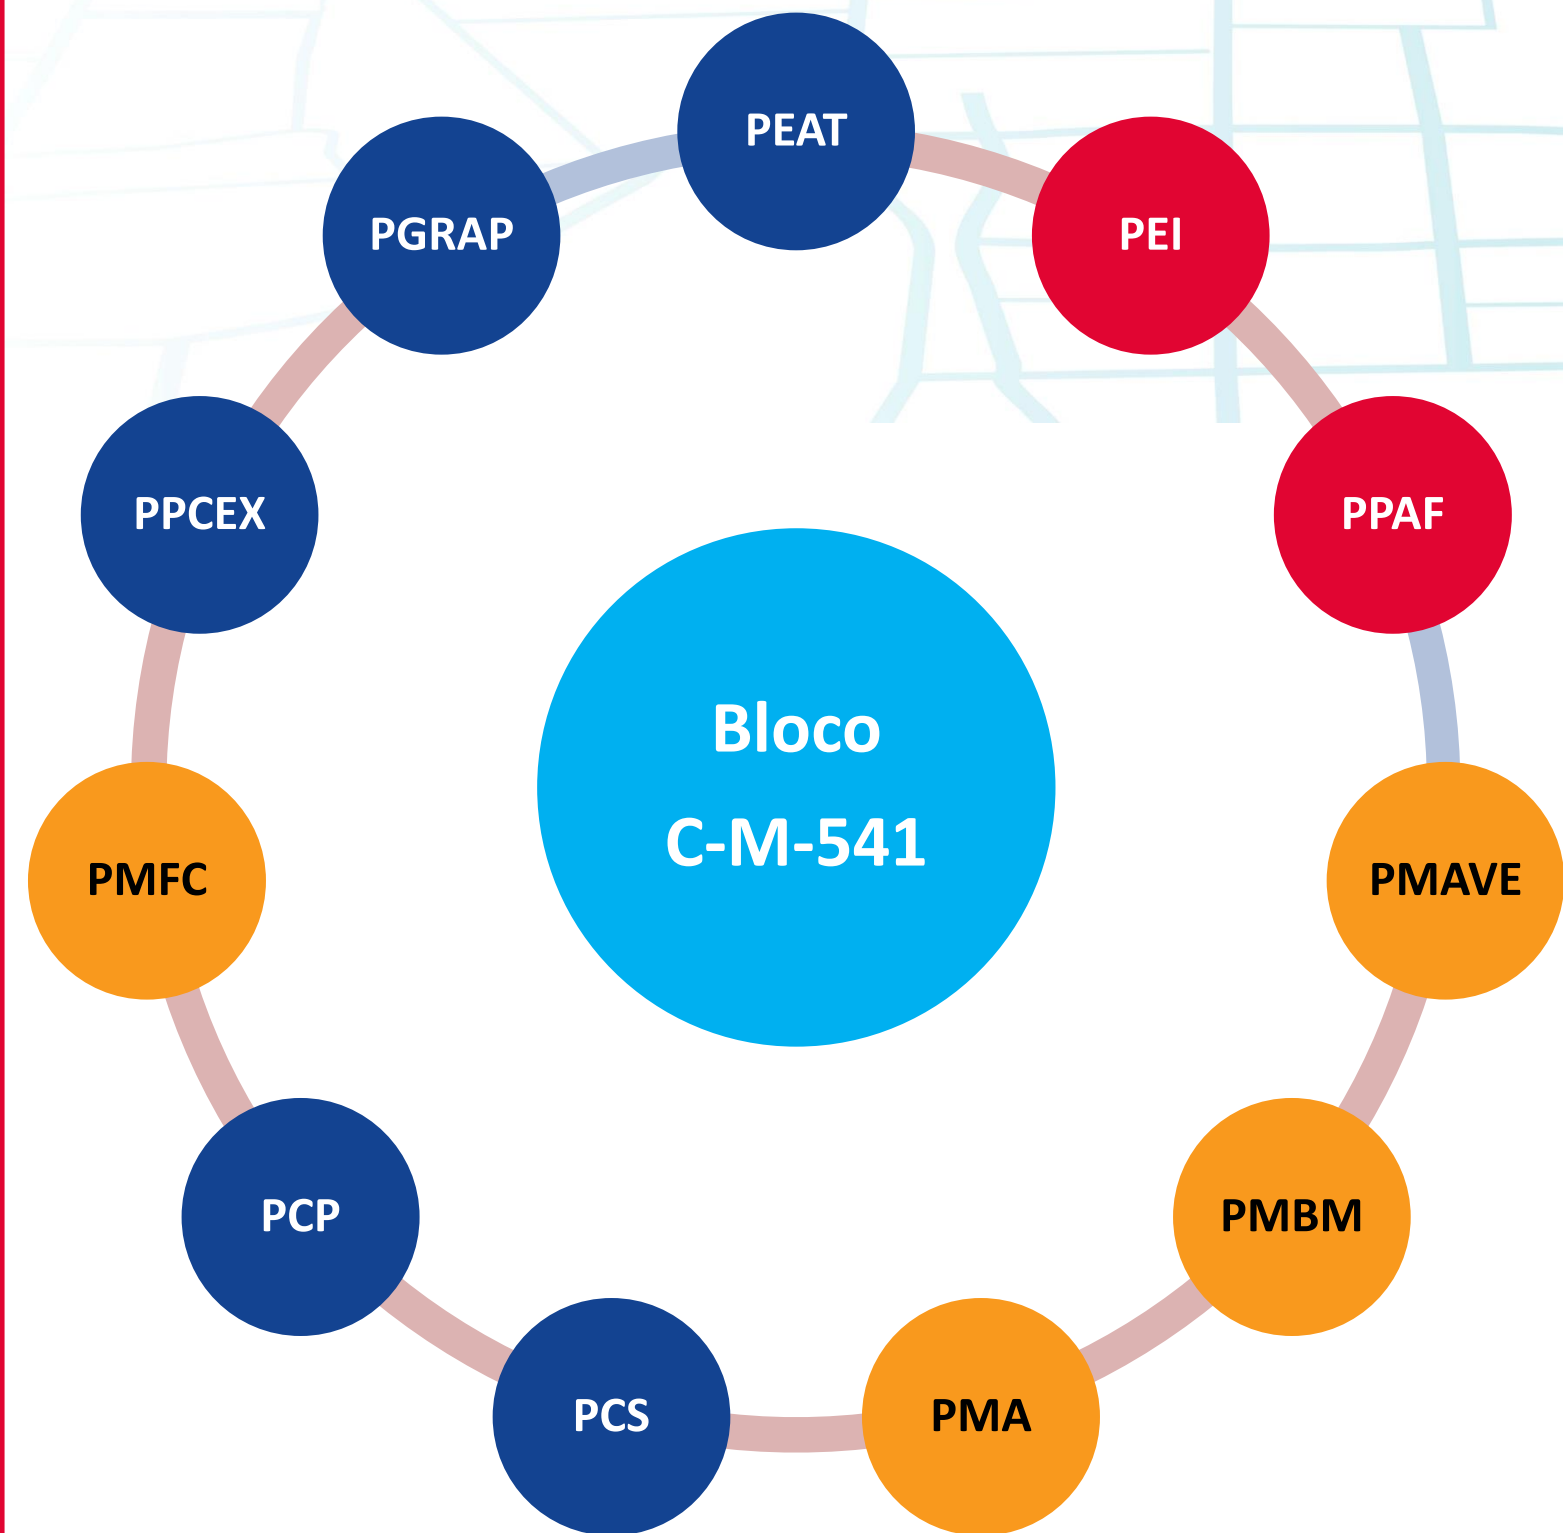 PEAT
PEI
PPAF
PMAVE
PMBM
PMA
PCS
PCP
PMFC
PPCEX
PGRAP
Bloco
C-M-541